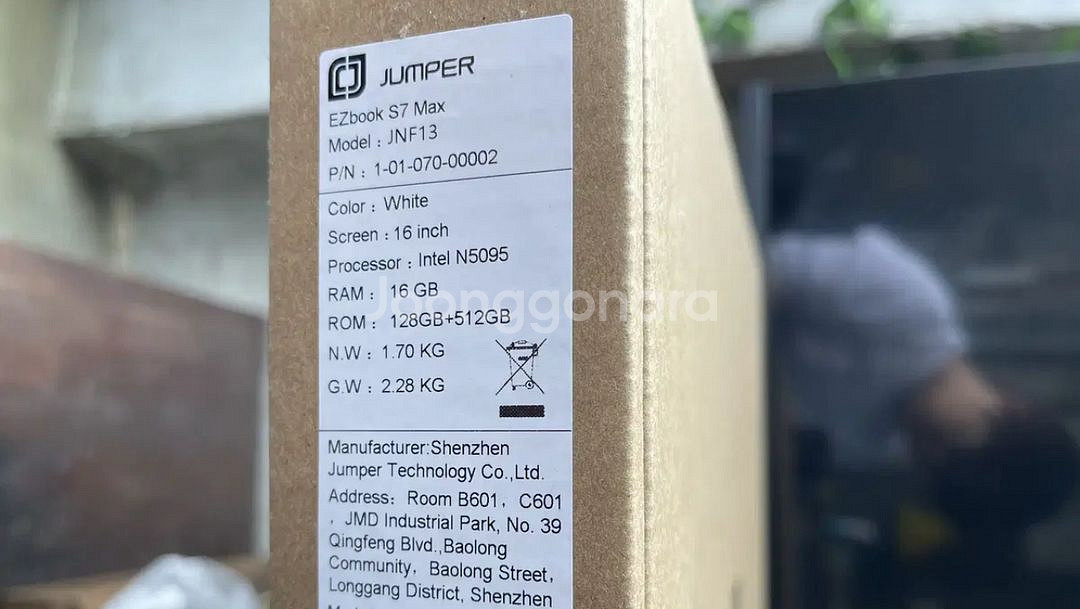 JUMPER
EZbook S7 Max
Model : JNF13
P/N : 1-01-070-00002
Color : White
Screen : 16 inch
Processor : Intel N5095
RAM : 16 GB
ROM : 128GB+512GB
N.W : 1.70 KG
G.W : 2.28 KG
Joonggonara
Manufacturer:Shenzhen
Jumper Technology Co.,Ltd.
Address: Room B601, C601
, JMD Industrial Park, No. 39
Qingfeng Blvd.,Baolong
Community, Baolong Street,
Longgang District, Shenzhen